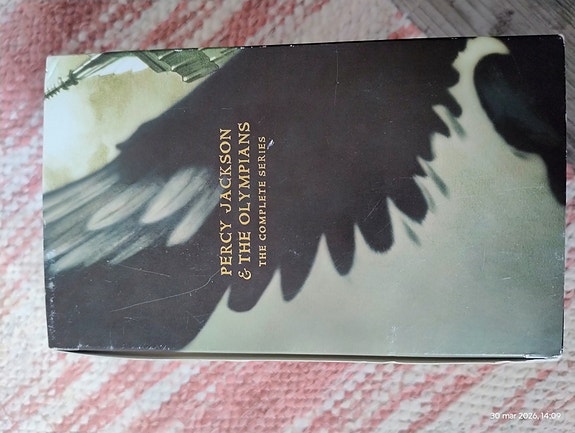 PERCY JACKSON
& THE OLYMPIANS
THE COMPLETE SERIES
30 mar 2026, 14:09